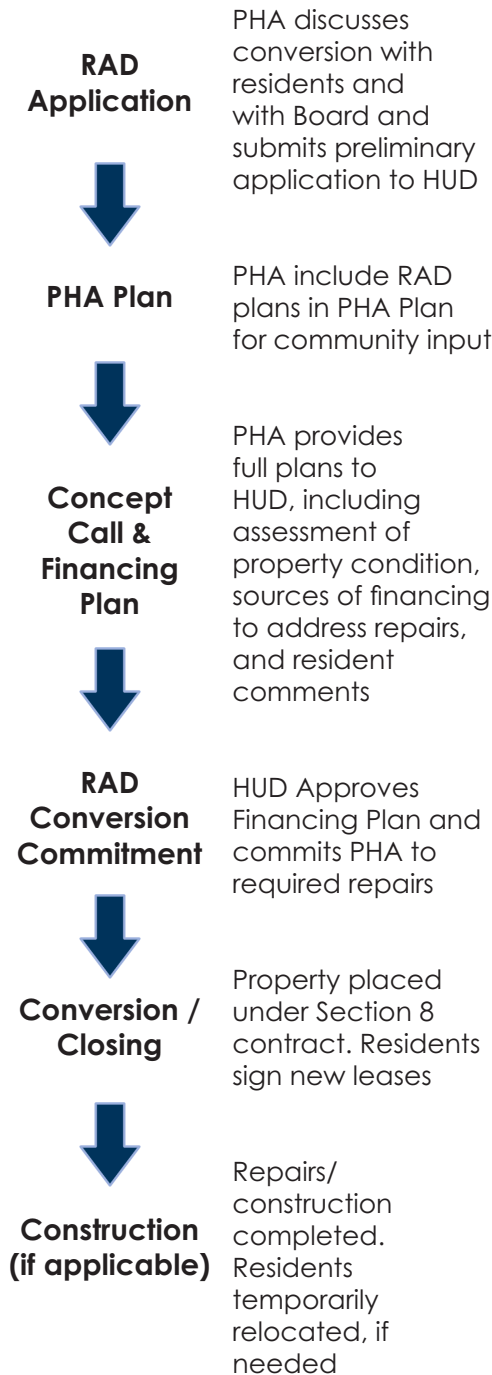 RAD
Application
PHA discusses
conversion with
residents and
with Board and
submits preliminary
application to HUD
PHA Plan
PHA include RAD
plans in PHA Plan
for community input
Concept
Call &
Financing
Plan
PHA provides
full plans to
HUD, including
assessment of
property condition,
sources of financing
to address repairs,
and resident
comments
RAD
Conversion
Commitment
HUD Approves
Financing Plan and
commits PHA to
required repairs
Conversion /
Closing
Property placed
under Section 8
contract. Residents
sign new leases
Construction
(if applicable)
Repairs/
construction
completed.
Residents
temporarily
relocated, if
needed